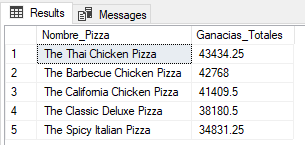 Results Messages
Nombre_Pizza Ganacias_Totales
1 The Thai Chicken Pizza 43434.25
2 The Barbecue Chicken Pizza 42768
3 The California Chicken Pizza 41409.5
4 The Classic Deluxe Pizza 38180.5
5 The Spicy Italian Pizza 34831.25